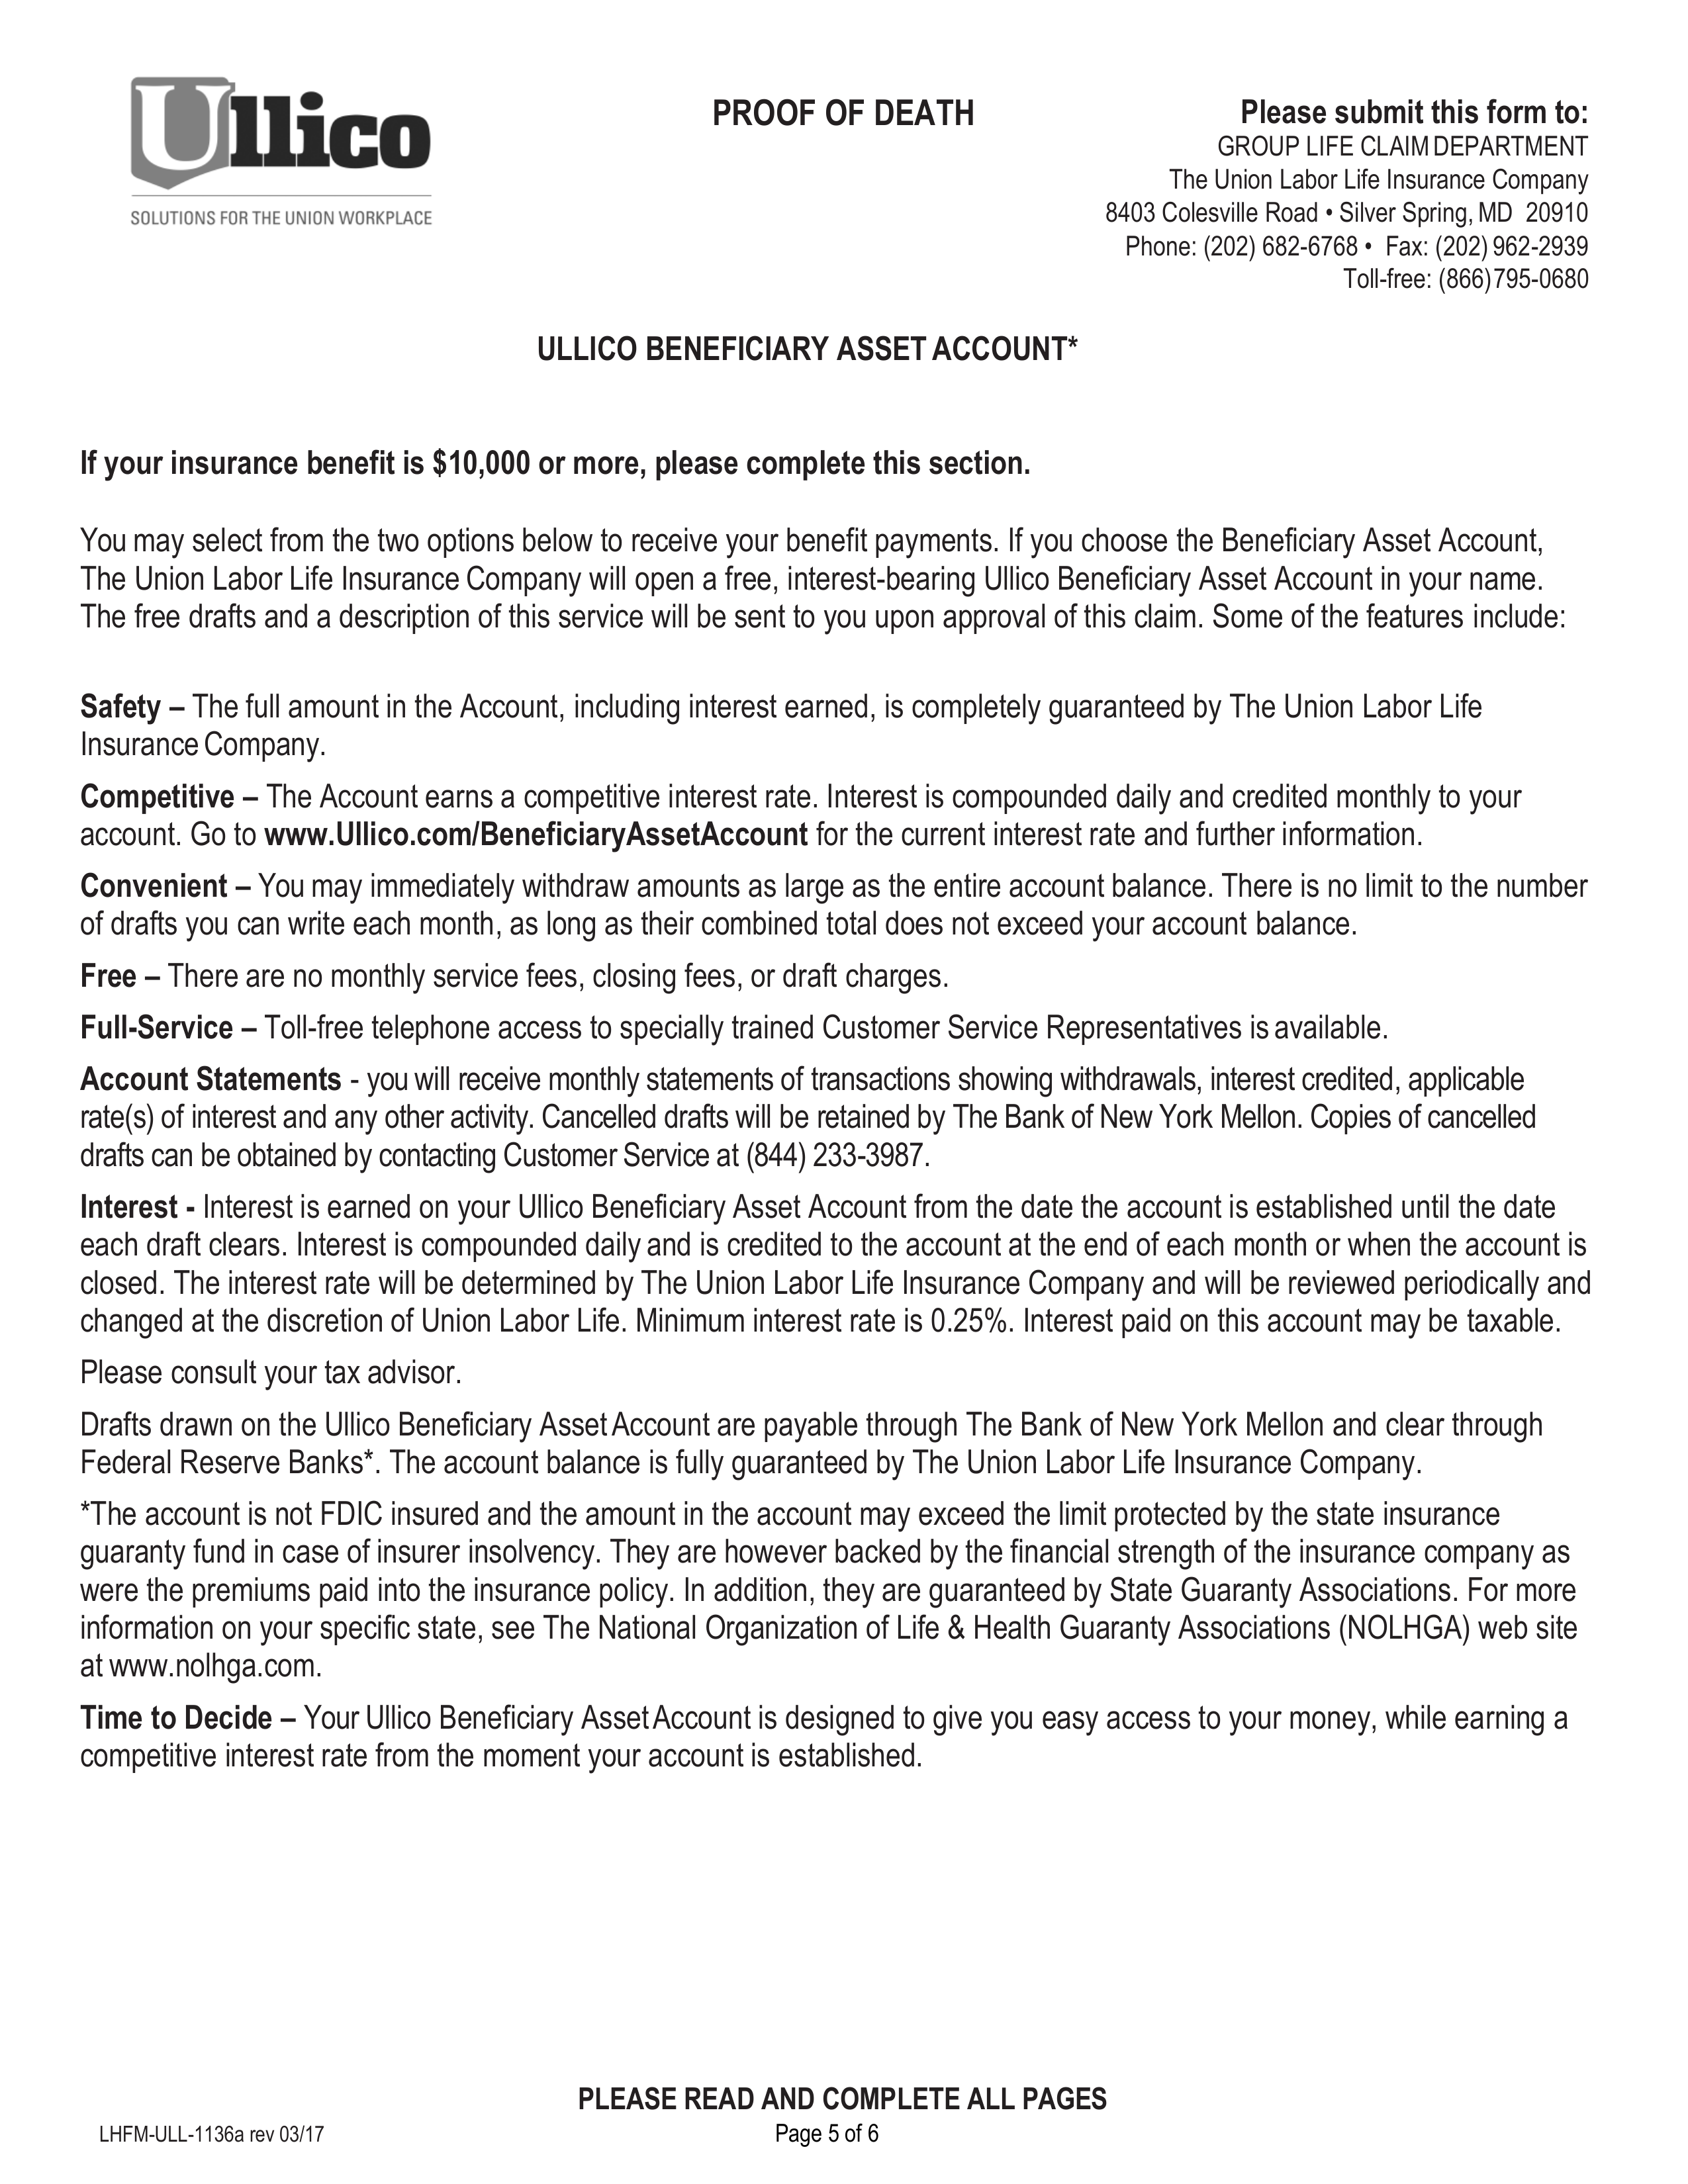 Ullico
SOLUTIONS FOR THE UNION WORKPLACE
PROOF OF DEATH
Please submit this form to:
GROUP LIFE CLAIM DEPARTMENT
The Union Labor Life Insurance Company
8403 Colesville Road • Silver Spring, MD 20910
Phone: (202) 682-6768 • Fax: (202) 962-2939
Toll-free: (866) 795-0680
ULLICO BENEFICIARY ASSET ACCOUNT*
If your insurance benefit is $10,000 or more, please complete this section.
You may select from the two options below to receive your benefit payments. If you choose the Beneficiary Asset Account,
The Union Labor Life Insurance Company will open a free, interest-bearing Ullico Beneficiary Asset Account in your name.
The free drafts and a description of this service will be sent to you upon approval of this claim. Some of the features include:
Safety – The full amount in the Account, including interest earned, is completely guaranteed by The Union Labor Life
Insurance Company.
Competitive – The Account earns a competitive interest rate. Interest is compounded daily and credited monthly to your
account. Go to www.Ullico.com/BeneficiaryAssetAccount for the current interest rate and further information.
Convenient – You may immediately withdraw amounts as large as the entire account balance. There is no limit to the number
of drafts you can write each month, as long as their combined total does not exceed your account balance.
Free – There are no monthly service fees, closing fees, or draft charges.
Full-Service – Toll-free telephone access to specially trained Customer Service Representatives is available.
Account Statements - you will receive monthly statements of transactions showing withdrawals, interest credited, applicable
rate(s) of interest and any other activity. Cancelled drafts will be retained by The Bank of New York Mellon. Copies of cancelled
drafts can be obtained by contacting Customer Service at (844) 233-3987.
Interest - Interest is earned on your Ullico Beneficiary Asset Account from the date the account is established until the date
each draft clears. Interest is compounded daily and is credited to the account at the end of each month or when the account is
closed. The interest rate will be determined by The Union Labor Life Insurance Company and will be reviewed periodically and
changed at the discretion of Union Labor Life. Minimum interest rate is 0.25%. Interest paid on this account may be taxable.
Please consult your tax advisor.
Drafts drawn on the Ullico Beneficiary Asset Account are payable through The Bank of New York Mellon and clear through
Federal Reserve Banks*. The account balance is fully guaranteed by The Union Labor Life Insurance Company.
*The account is not FDIC insured and the amount in the account may exceed the limit protected by the state insurance
guaranty fund in case of insurer insolvency. They are however backed by the financial strength of the insurance company as
were the premiums paid into the insurance policy. In addition, they are guaranteed by State Guaranty Associations. For more
information on your specific state, see The National Organization of Life & Health Guaranty Associations (NOLHGA) web site
at www.nolhga.com.
Time to Decide – Your Ullico Beneficiary Asset Account is designed to give you easy access to your money, while earning a
competitive interest rate from the moment your account is established.
PLEASE READ AND COMPLETE ALL PAGES
LHFM-ULL-1136a rev 03/17
Page 5 of 6